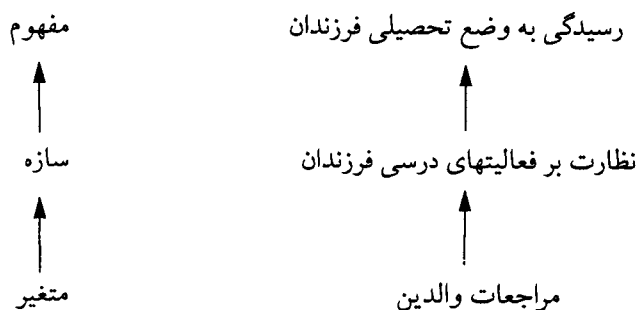 رسیدگی به وضع تحصیلی فرزندان مفهوم
نظارت بر فعالیتهای درسی فرزندان سازه
مراجعات والدین متغیر